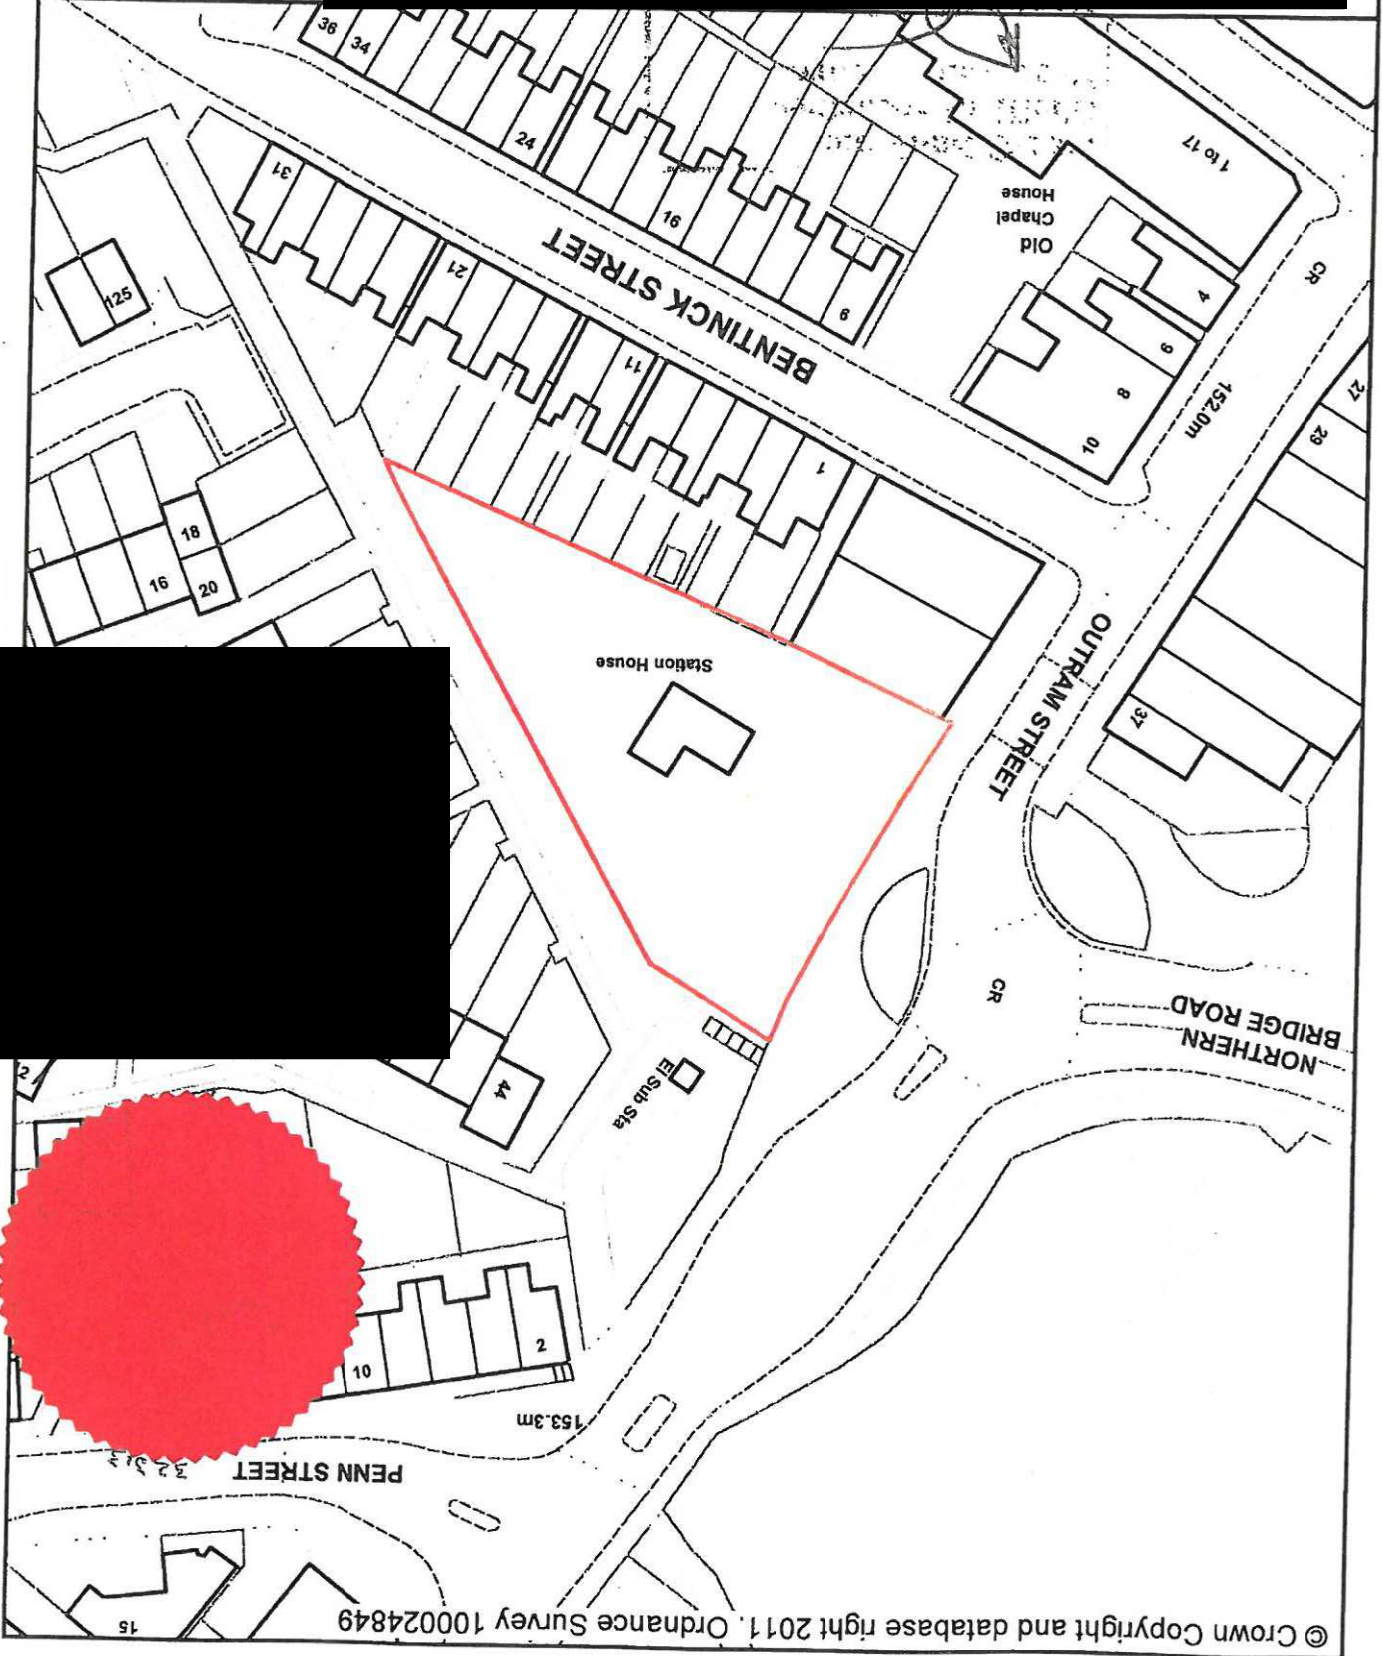 © Crown Copyright and database right 2011. Ordnance Survey 100024849
15
PENN STREET
153.3m
10
2
NORTHERN
BRIDGE ROAD
El Sub Sta
44
2
CR
37
OUTRAM STREET
Station House
20
16
18
29
27
152.0m
10
8
6
4
1
11
21
31
BENTINCK STREET
125
6
16
24
34
36
Old
Chapel
House
CR
1 to 17